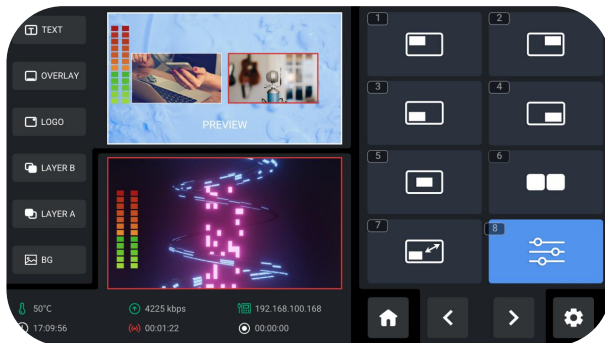 TEXT
OVERLAY
LOGO
LAYER B
LAYER A
BG
PREVIEW
1
2
3
4
5
6
7
8
50°C
4225 kbps
192.168.100.168
17:09:56
00:01:22
00:00:00